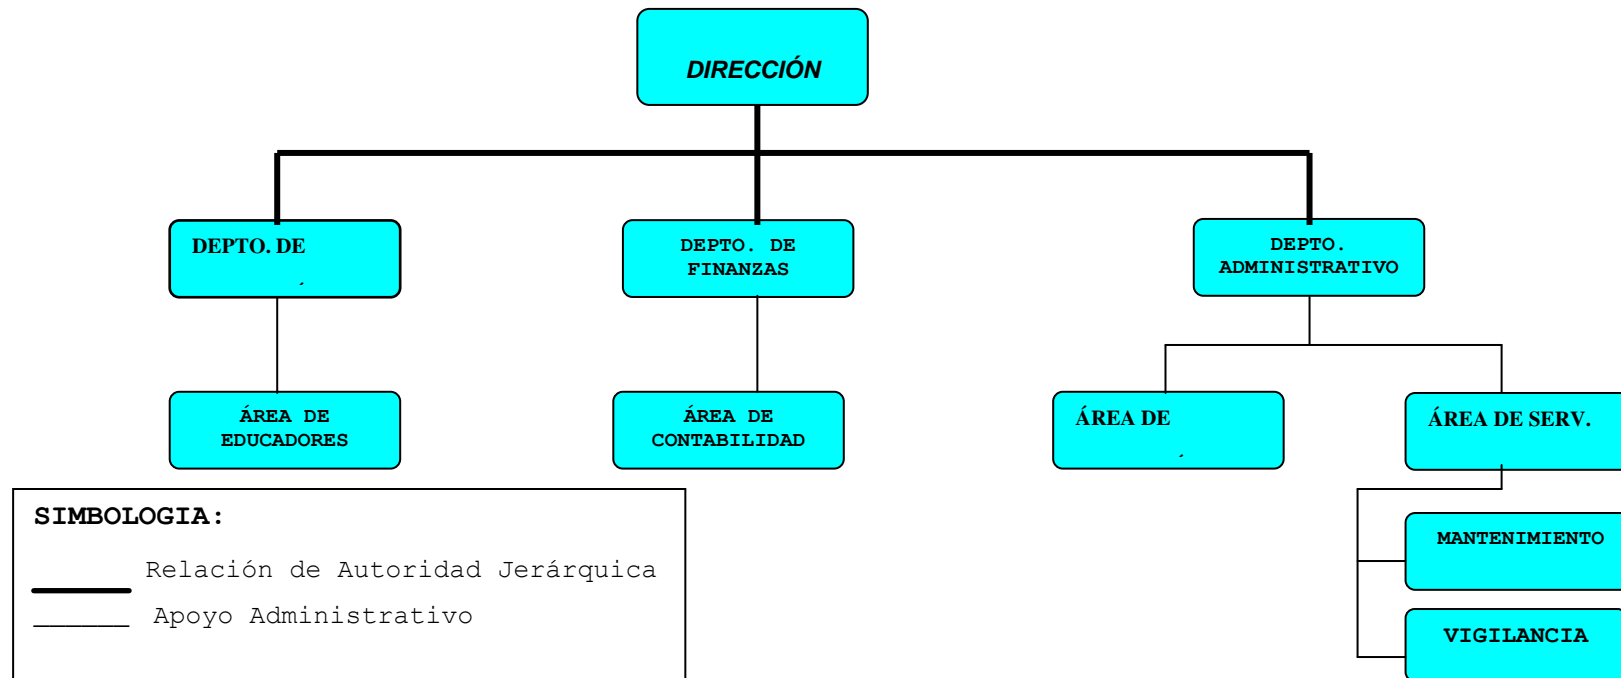 DIRECCIÓN
DEPTO. DE
DEPTO. DE
FINANZAS
DEPTO.
ADMINISTRATIVO
ÁREA DE
EDUCADORES
ÁREA DE
CONTABILIDAD
ÁREA DE
ÁREA DE SERV.
MANTENIMIENTO
VIGILANCIA
SIMBOLOGIA:
Relación de Autoridad Jerárquica
Apoyo Administrativo